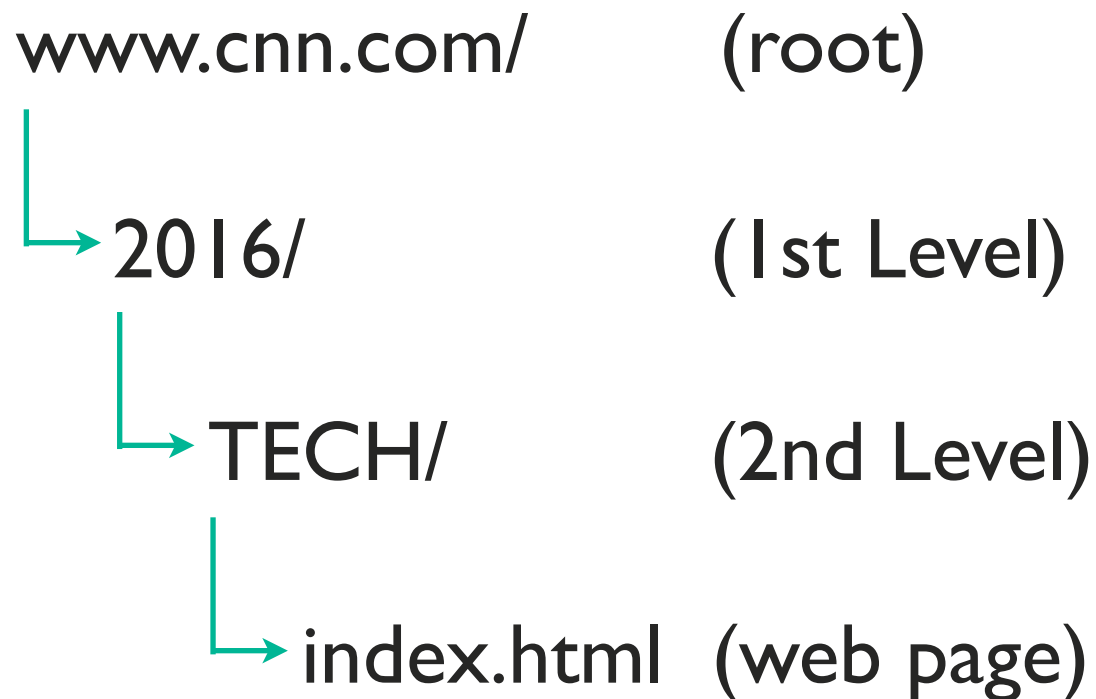 www.cnn.com/ (root)
2016/ (1st Level)
TECH/ (2nd Level)
index.html (web page)